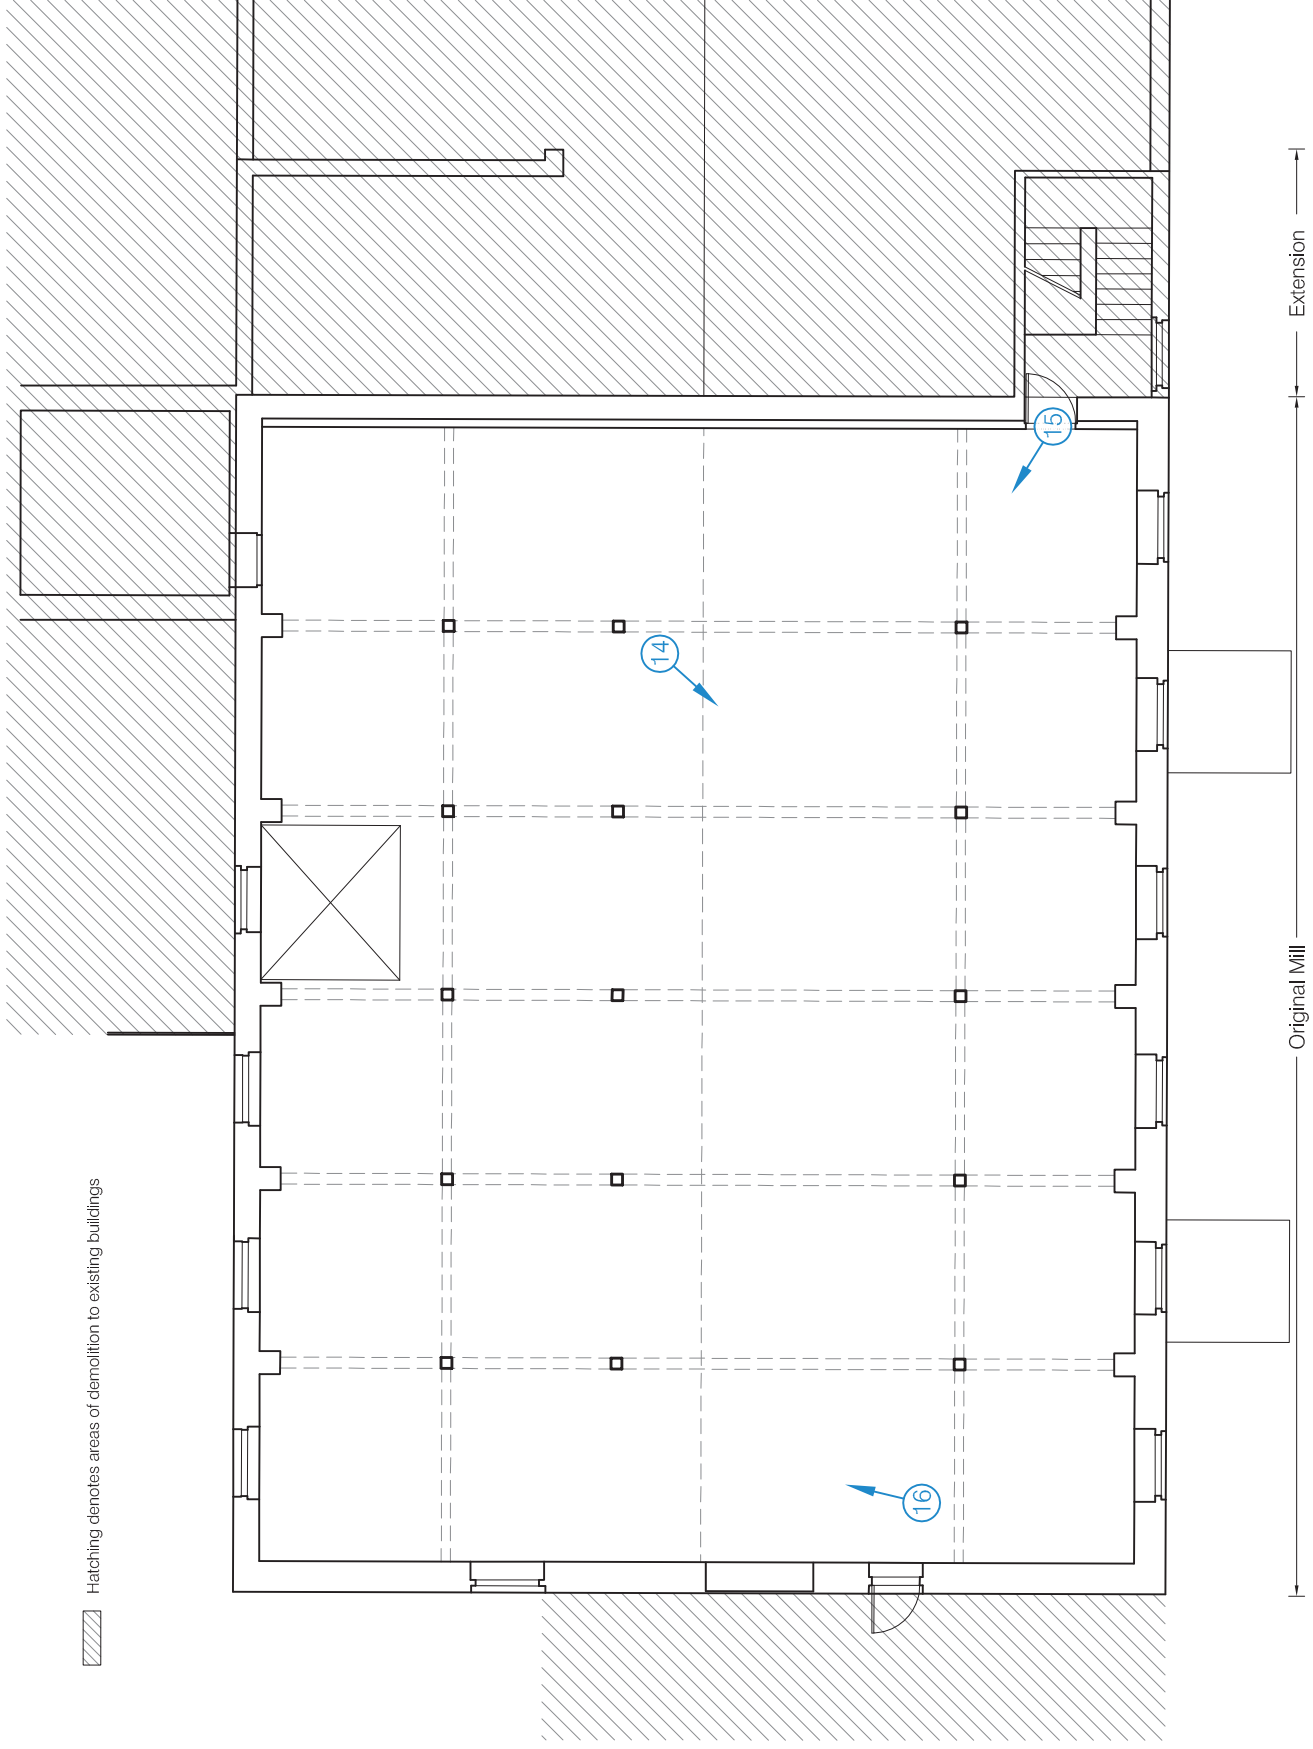 Hatching denotes areas of demolition to existing buildings
14
15
16
Original Mill
Extension